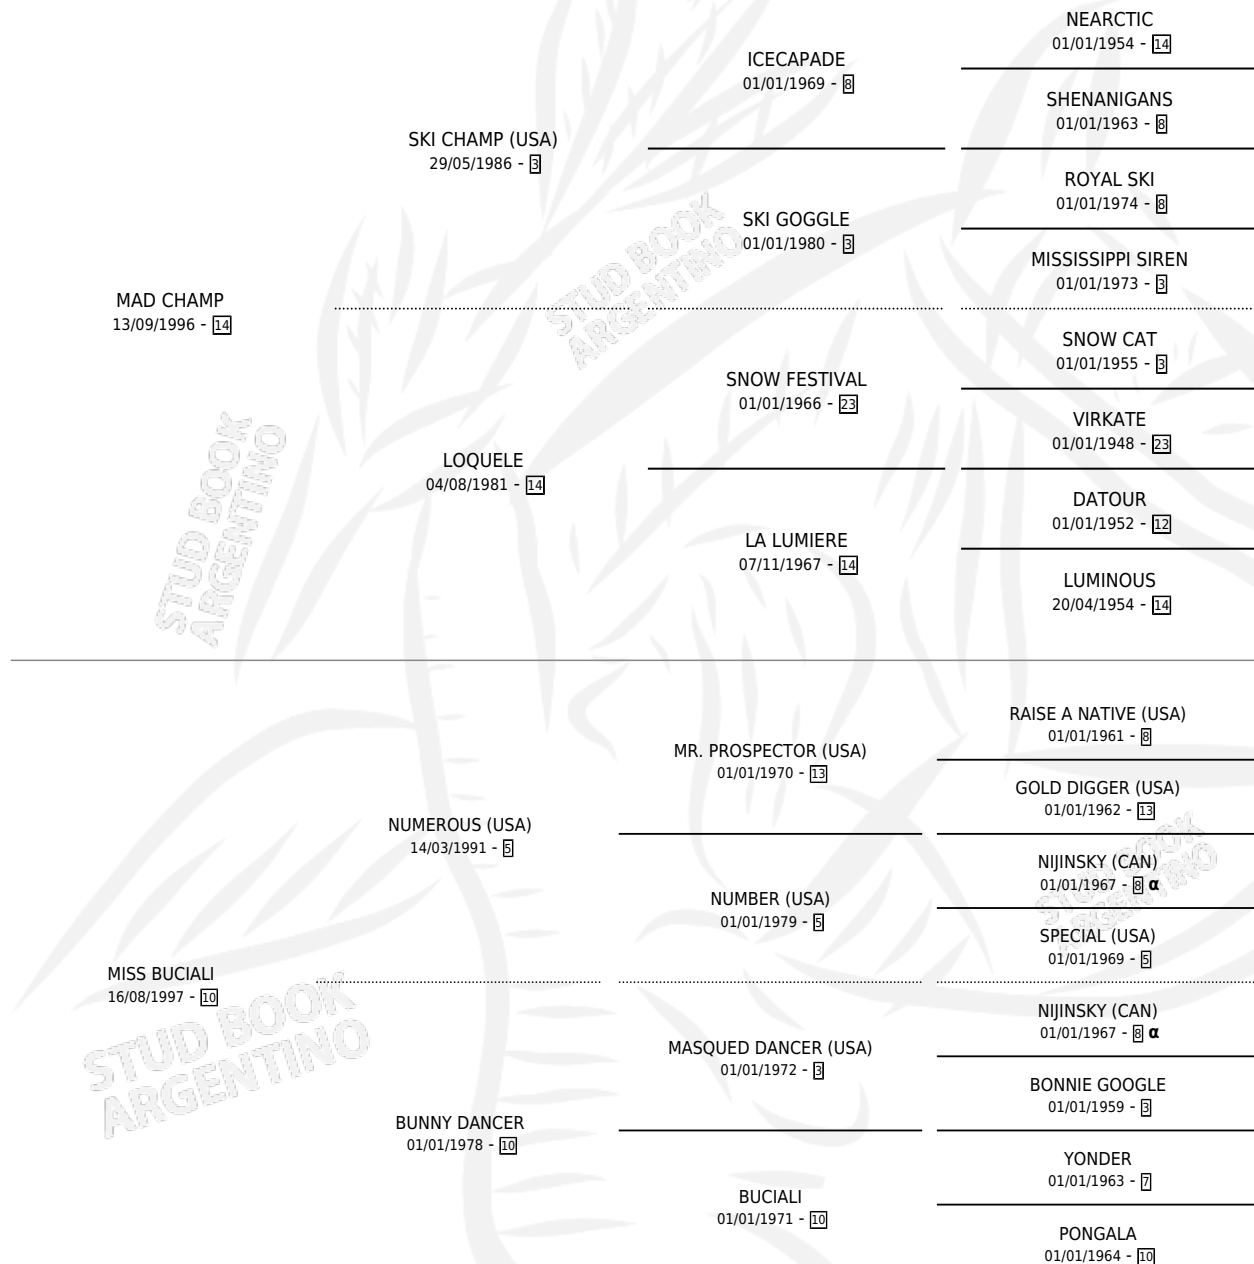 NEARCTIC
01/01/1954 - 14
ICECAPADE
01/01/1969 - 8
SHENANIGANS
01/01/1963 - 8
SKI CHAMP (USA)
29/05/1986 - 3
ROYAL SKI
01/01/1974 - 8
SKI GOGGLE
01/01/1980 - 3
MISSISSIPPI SIREN
01/01/1973 - 3
MAD CHAMP
13/09/1996 - 14
SNOW CAT
01/01/1955 - 3
SNOW FESTIVAL
01/01/1966 - 23
VIRKATE
01/01/1948 - 23
LOQUELE
04/08/1981 - 14
DATOUR
01/01/1952 - 12
LA LUMIERE
07/11/1967 - 14
LUMINOUS
20/04/1954 - 14
RAISE A NATIVE (USA)
01/01/1961 - 8
MR. PROSPECTOR (USA)
01/01/1970 - 13
GOLD DIGGER (USA)
01/01/1962 - 13
NUMEROUS (USA)
14/03/1991 - 5
NIJINSKY (CAN)
01/01/1967 - 8 α
NUMBER (USA)
01/01/1979 - 5
SPECIAL (USA)
01/01/1969 - 5
MISS BUCIALI
16/08/1997 - 10
NIJINSKY (CAN)
01/01/1967 - 8 α
MASQUED DANCER (USA)
01/01/1972 - 3
BONNIE GOOGLE
01/01/1959 - 3
BUNNY DANCER
01/01/1978 - 10
YONDER
01/01/1963 - 7
BUCIALI
01/01/1971 - 10
PONGALA
01/01/1964 - 10
STUD BOOK
ARGENTINO
STUD BOOK
ARGENTINO
STUD BOOK
ARGENTINO
STUD BOOK
ARGENTINO